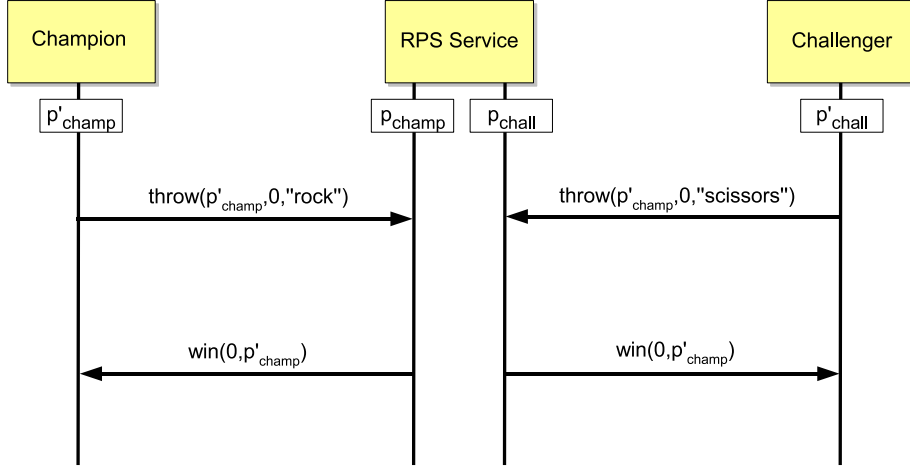 Champion
RPS Service
Challenger
p'champ
pchamp
pchall
p'chall
throw(p'champ,0,"rock")
throw(p'champ,0,"scissors")
win(0,p'champ)
win(0,p'champ)